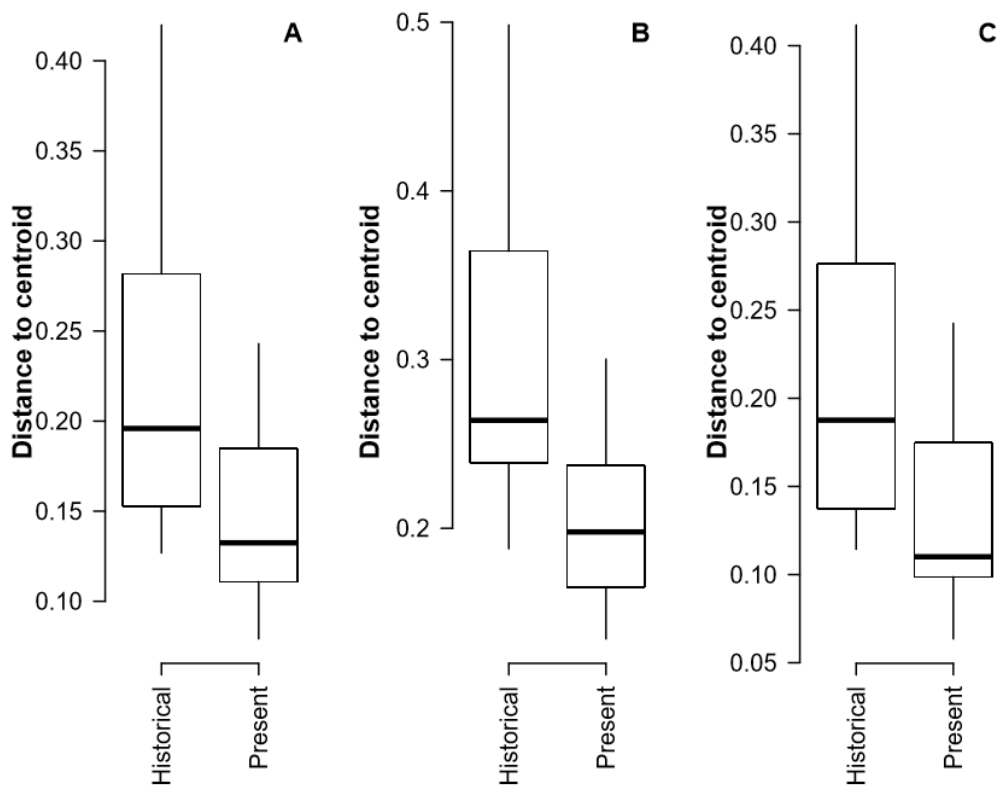 A
Distance to centroid
0.40
0.35
0.30
0.25
0.20
0.15
0.10
Historical
Present
B
Distance to centroid
0.5
0.4
0.3
0.2
Historical
Present
C
Distance to centroid
0.40
0.35
0.30
0.25
0.20
0.15
0.10
0.05
Historical
Present